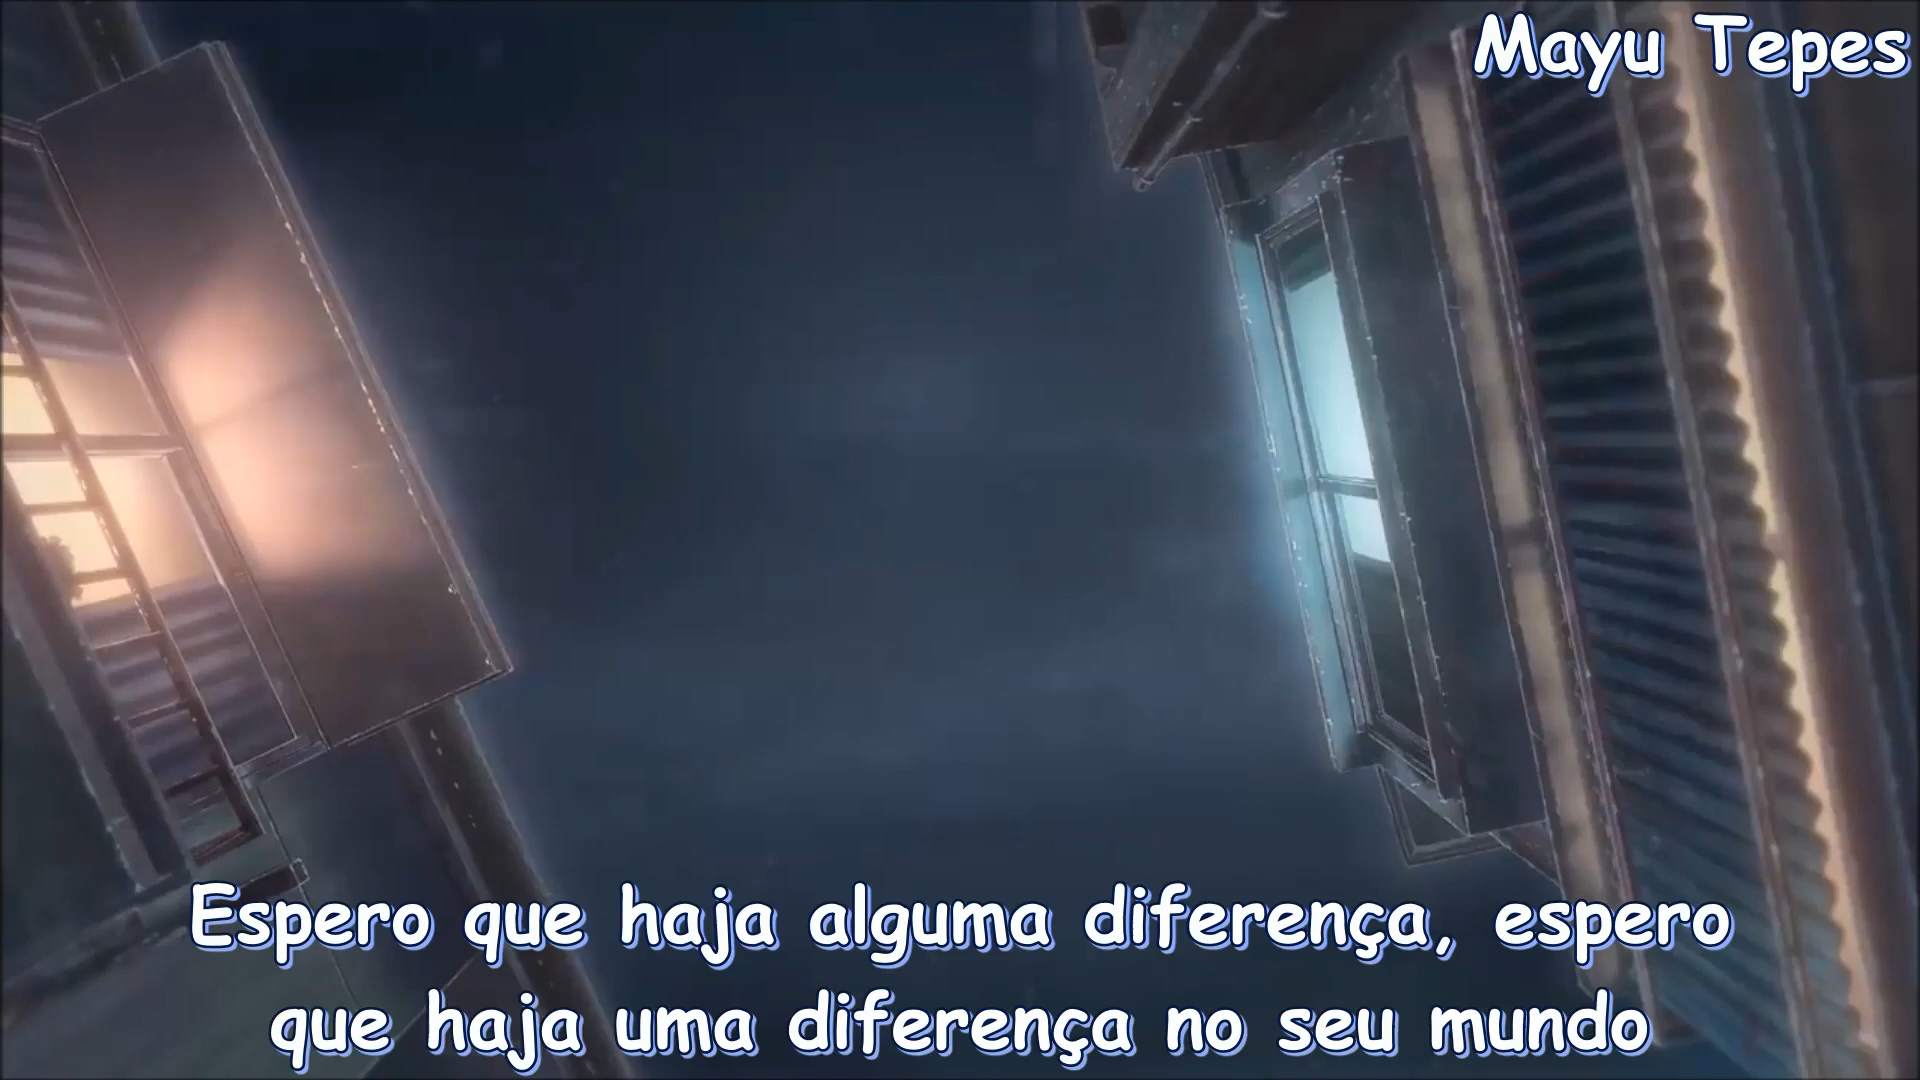 Mayu Tepes
Espero que haja alguma diferença, espero
que haja uma diferença no seu mundo